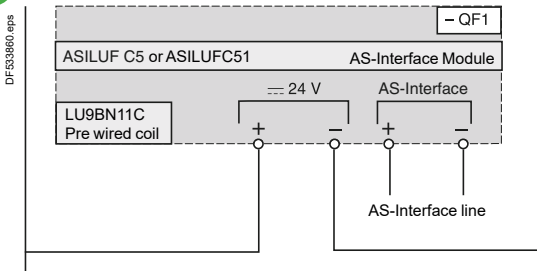 DF533860.eps
– QF1
ASILUF C5 or ASILUFC51 AS-Interface Module
⎓ 24 V AS-Interface
LU9BN11C
Pre wired coil
+ – + –
AS-Interface line